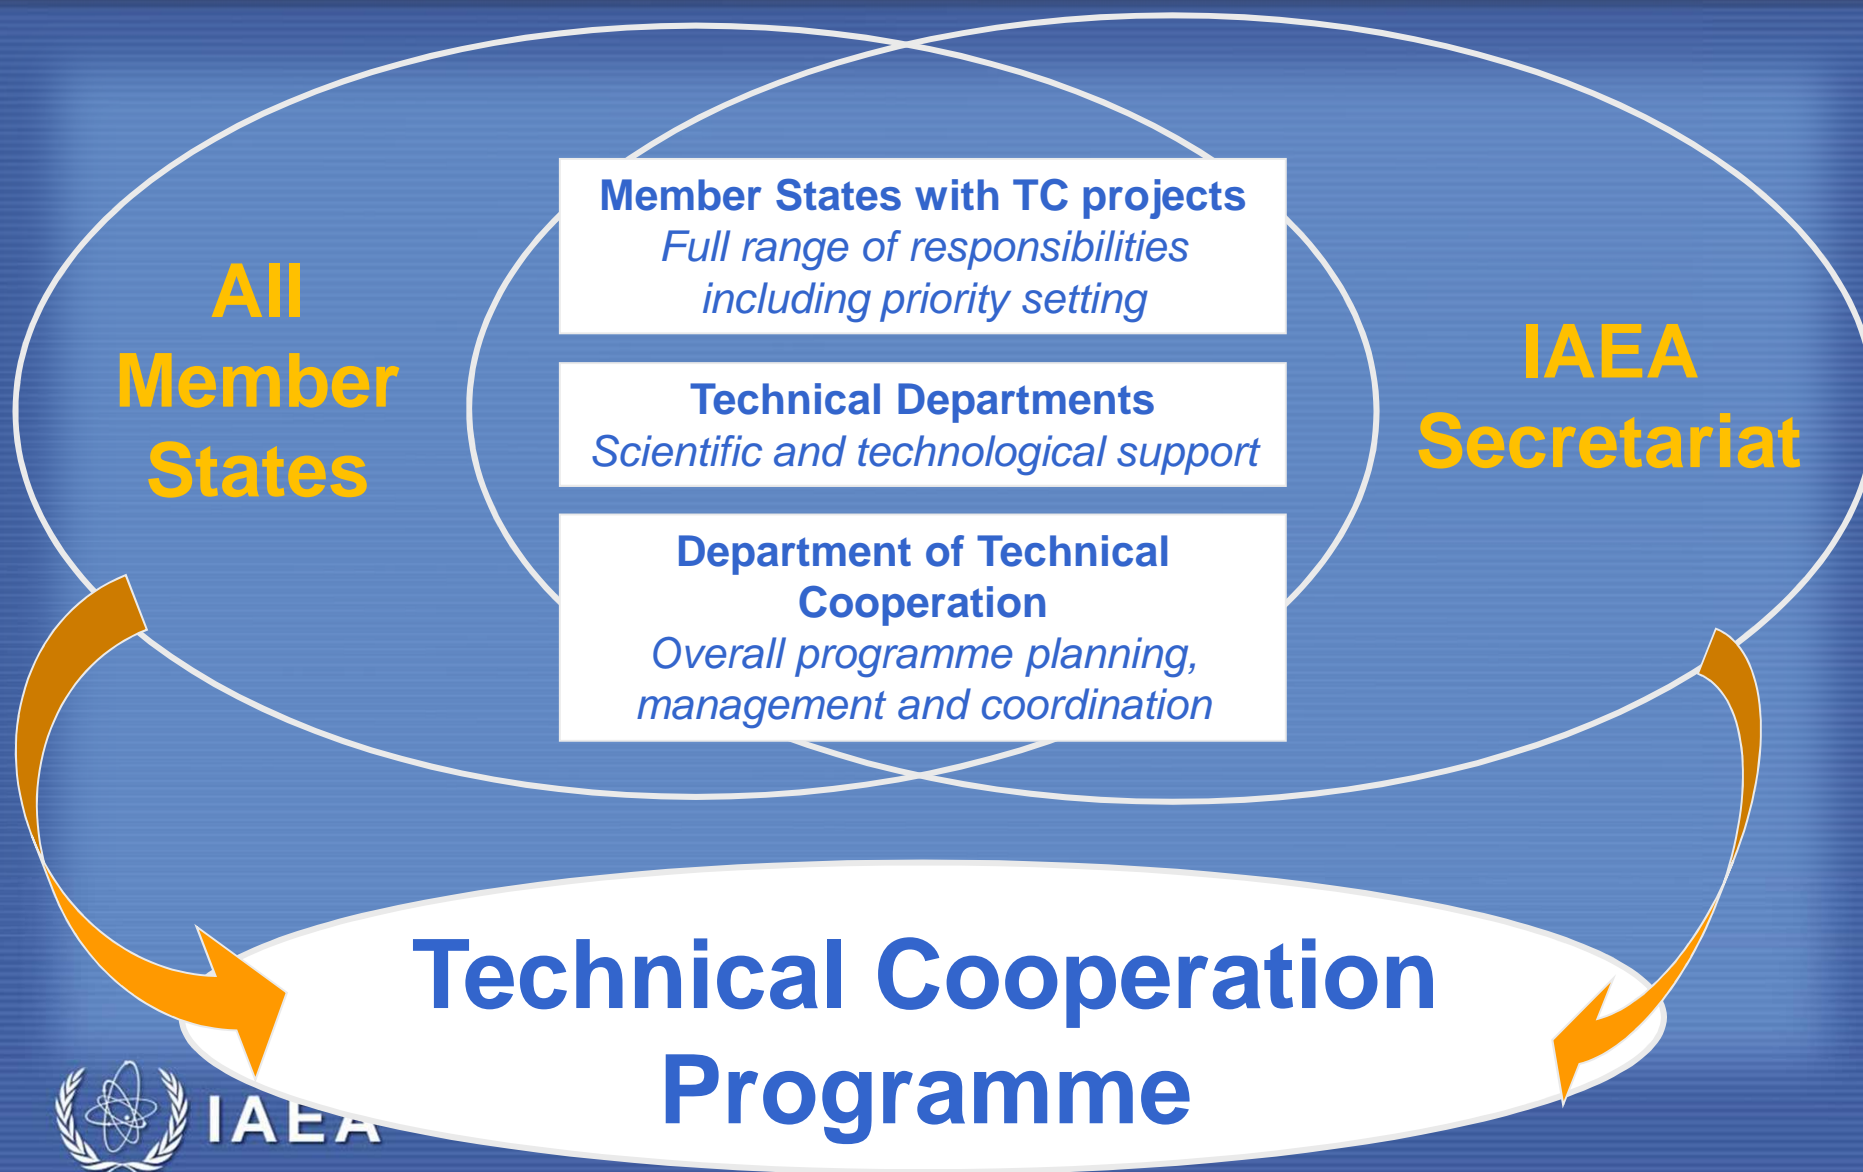 All
Member
States
Member States with TC projects
Full range of responsibilities
including priority setting
Technical Departments
Scientific and technological support
Department of Technical
Cooperation
Overall programme planning,
management and coordination
IAEA
Secretariat
Technical Cooperation
Programme
IAEA